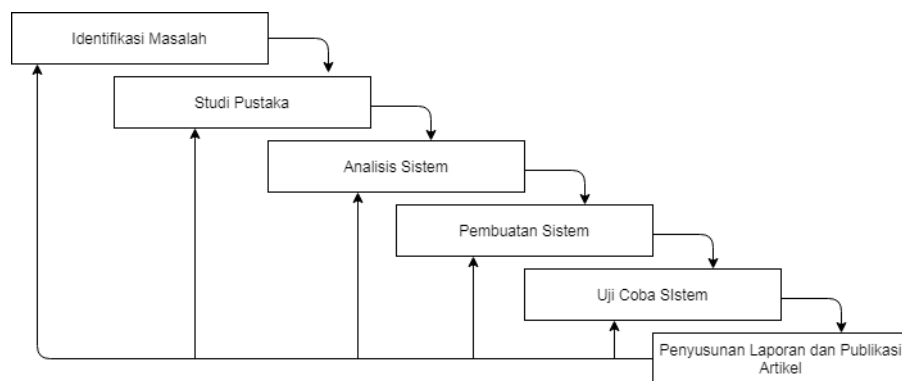 Identifikasi Masalah
Studi Pustaka
Analisis Sistem
Pembuatan Sistem
Uji Coba SIstem
Penyusunan Laporan dan Publikasi
Artikel